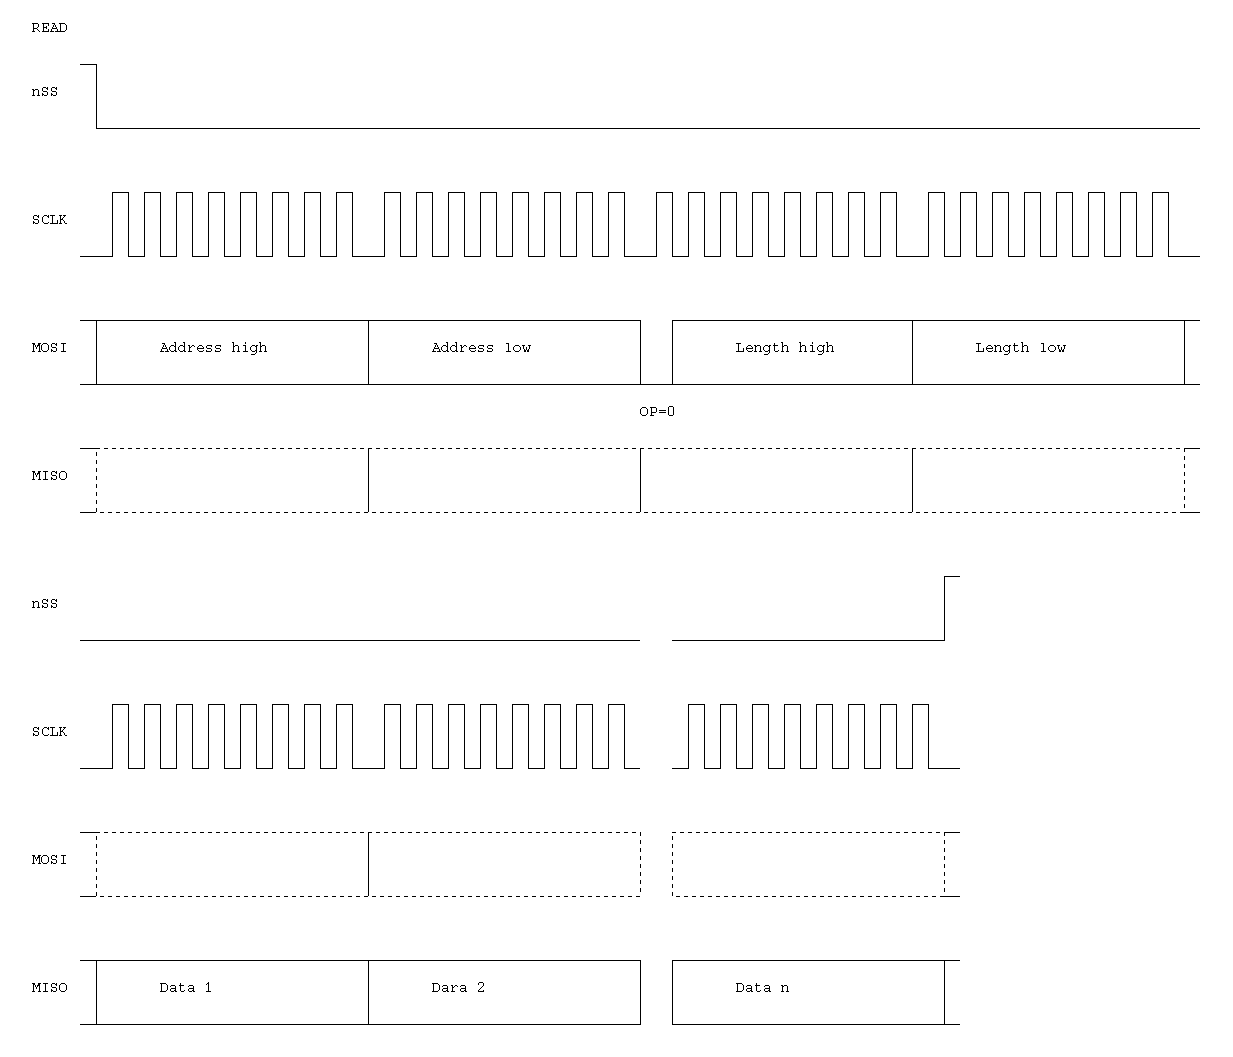 READ
nSS
SCLK
MOSI Address high Address low Length high Length low
OP=0
MISO
nSS
SCLK
MOSI
MISO Data 1 Dara 2 Data n